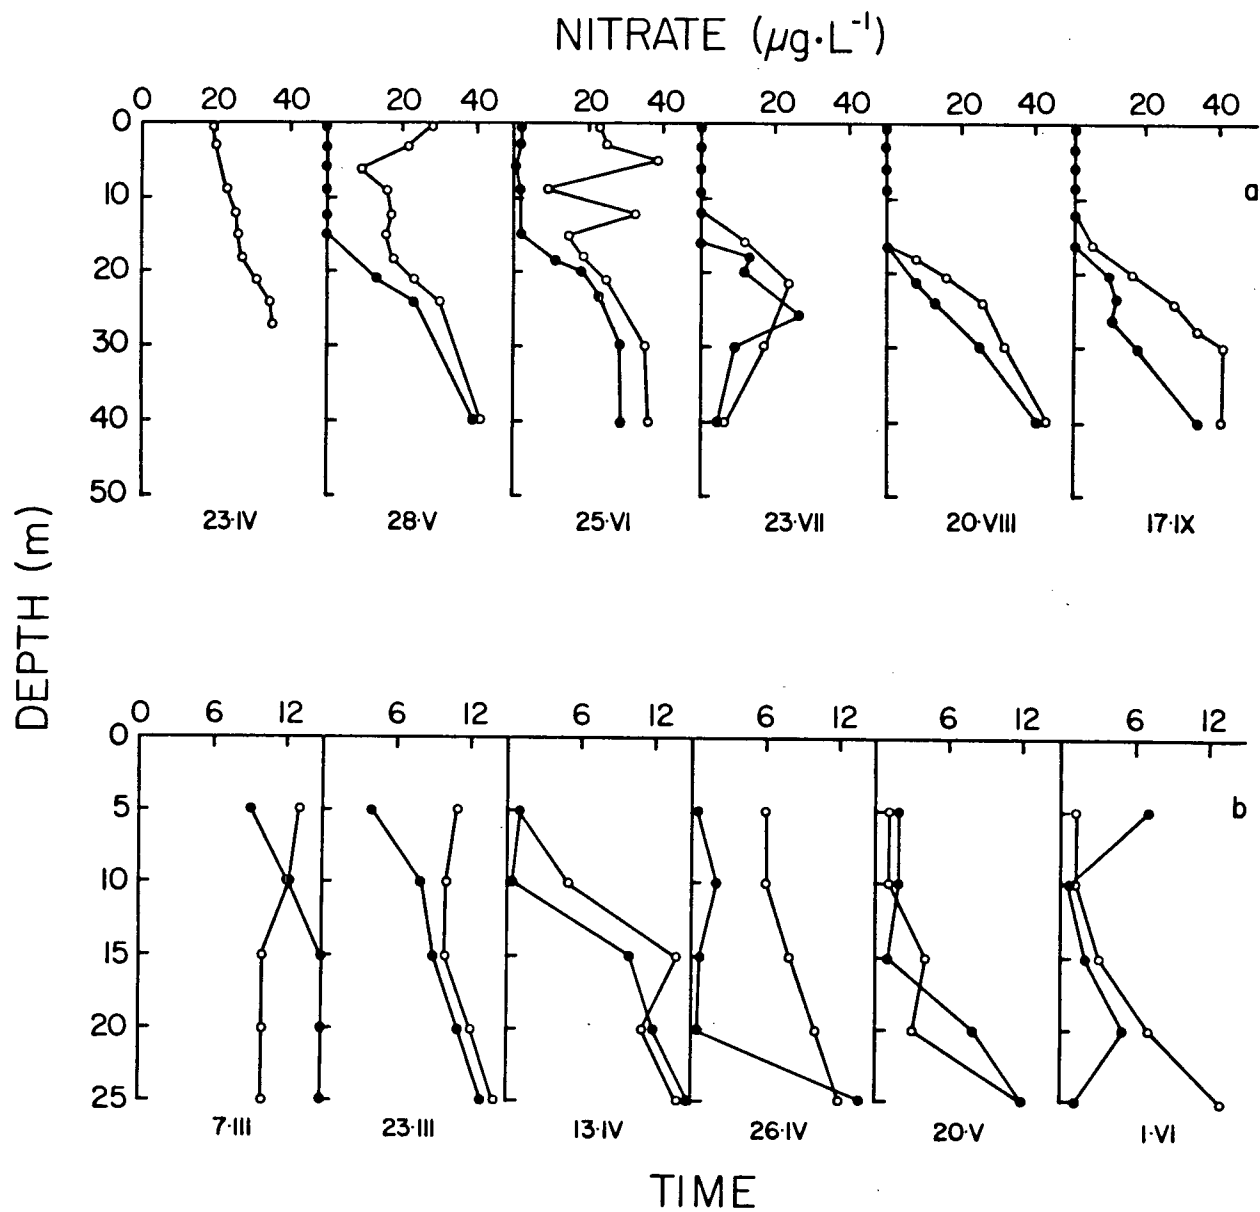 NITRATE (µg·L⁻¹)
0 20 40 20 40 20 40 20 40 20 40 20 40
0
10
20
30
40
50
a
23·IV 28·V 25·VI 23·VII 20·VIII 17·IX
DEPTH (m)
0 6 12 6 12 6 12 6 12 6 12 6 12
0
5
10
15
20
25
b
7·III 23·III 13·IV 26·IV 20·V 1·VI
TIME